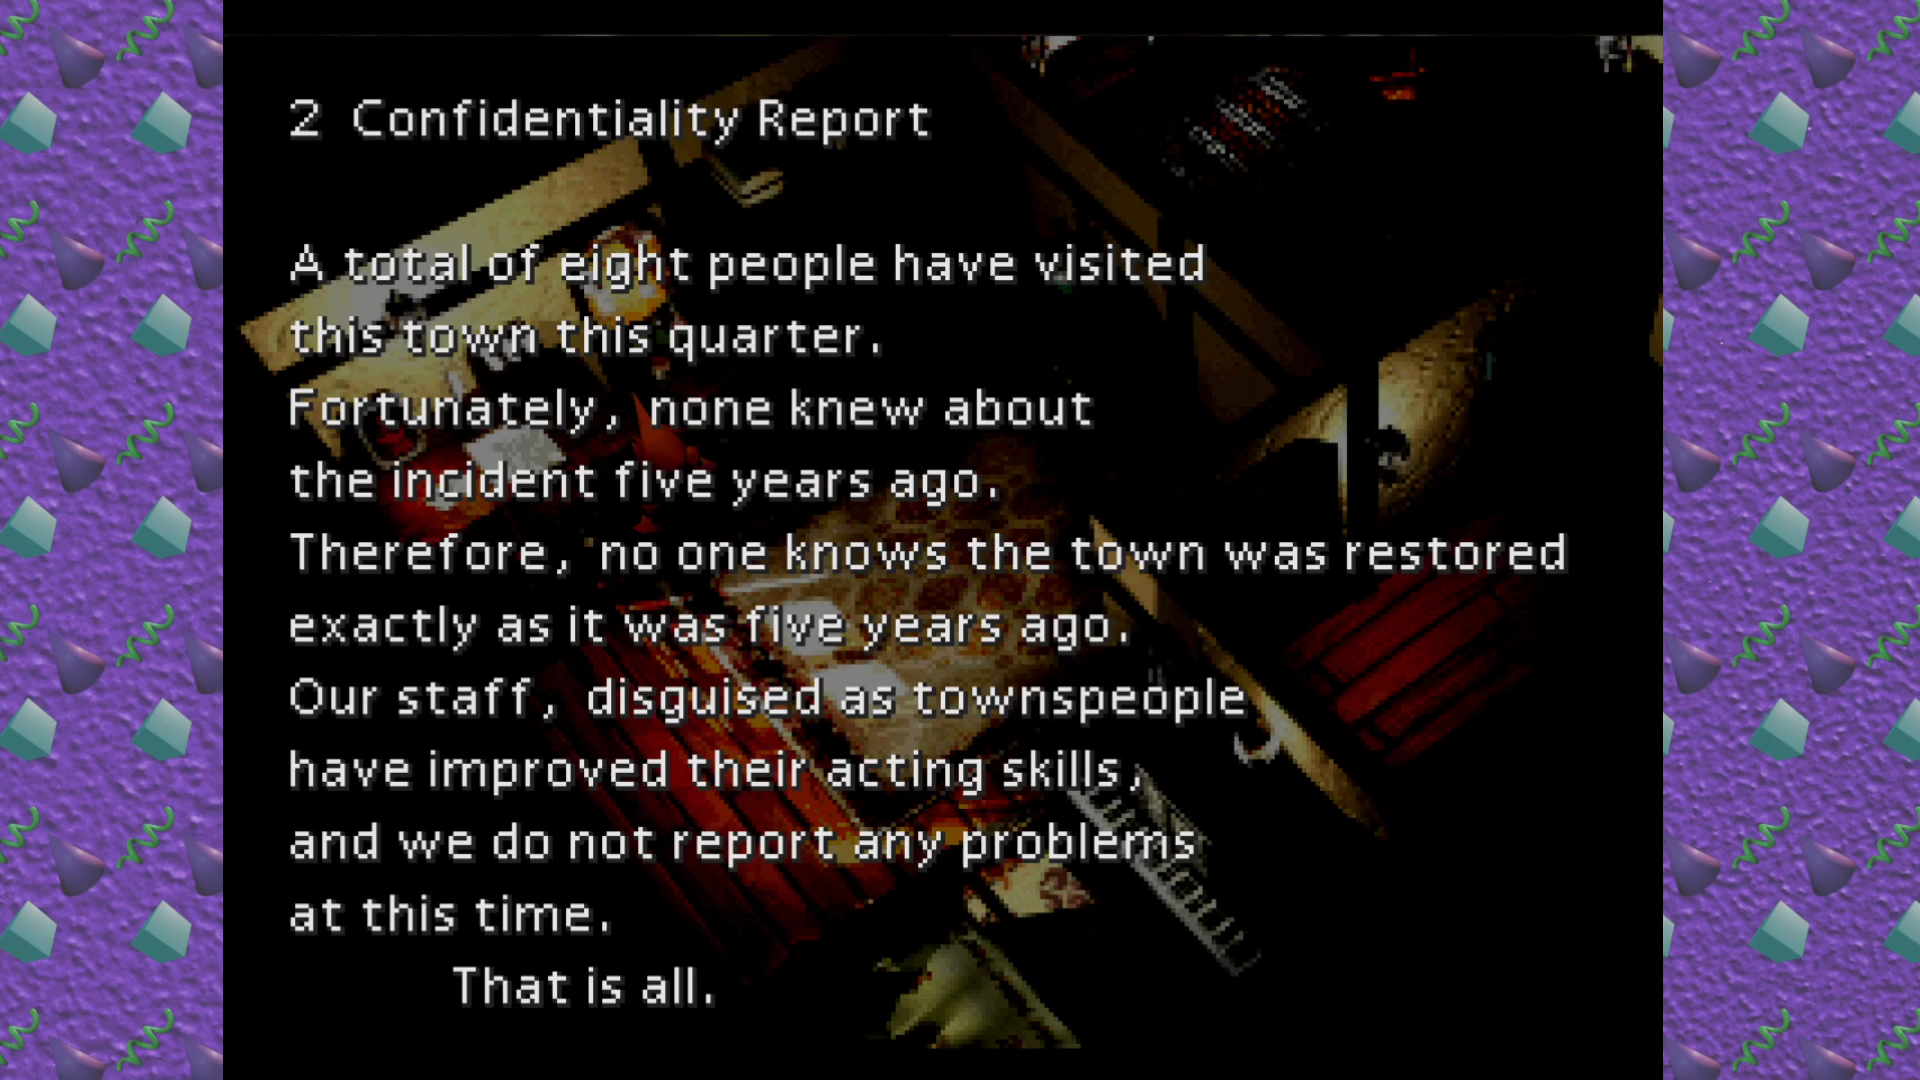 2 Confidentiality Report
A total of eight people have visited
this town this quarter.
Fortunately, none knew about
the incident five years ago.
Therefore, no one knows the town was restored
exactly as it was five years ago.
Our staff, disguised as townspeople
have improved their acting skills,
and we do not report any problems
at this time.
That is all.